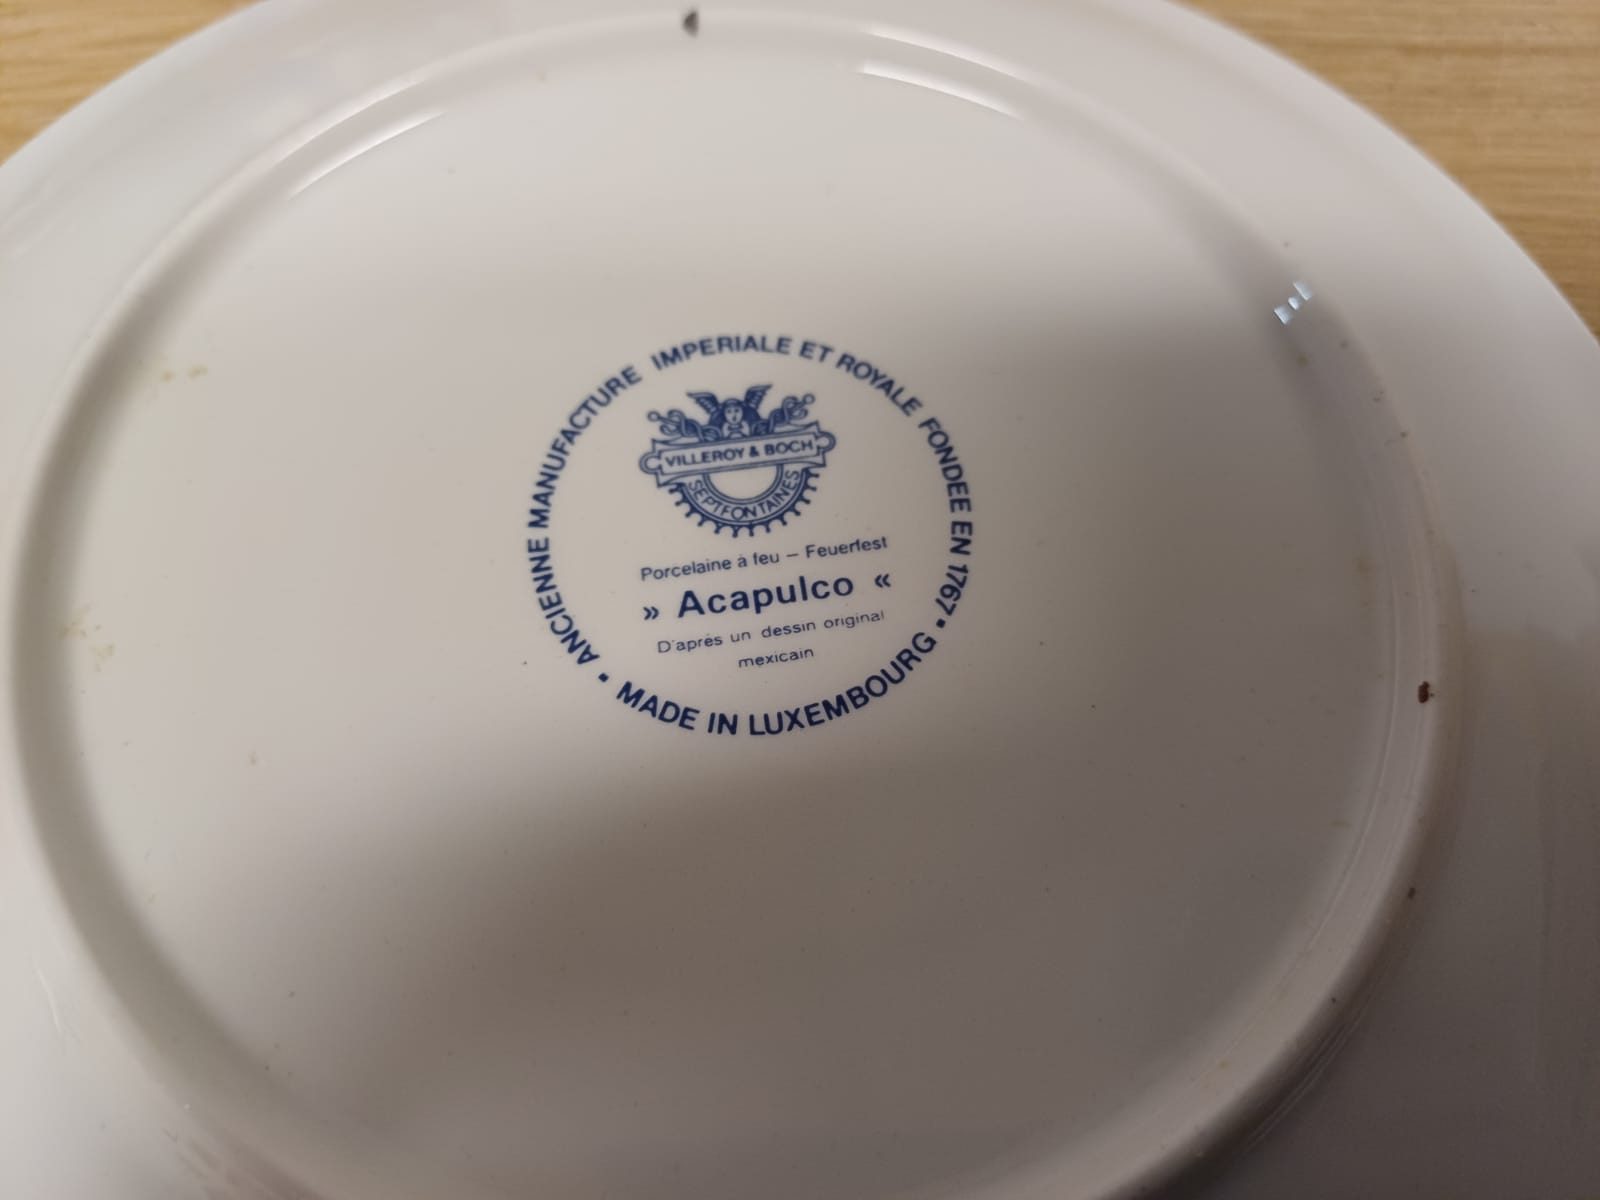 ANCIENNE MANUFACTURE IMPERIALE ET ROYALE FONDEE EN 1767 •
VILLEROY & BOCH
SEPTFONTAINES
Porcelaine à feu – Feuerfest
» Acapulco «
D'aprés un dessin original
mexicain
• MADE IN LUXEMBOURG